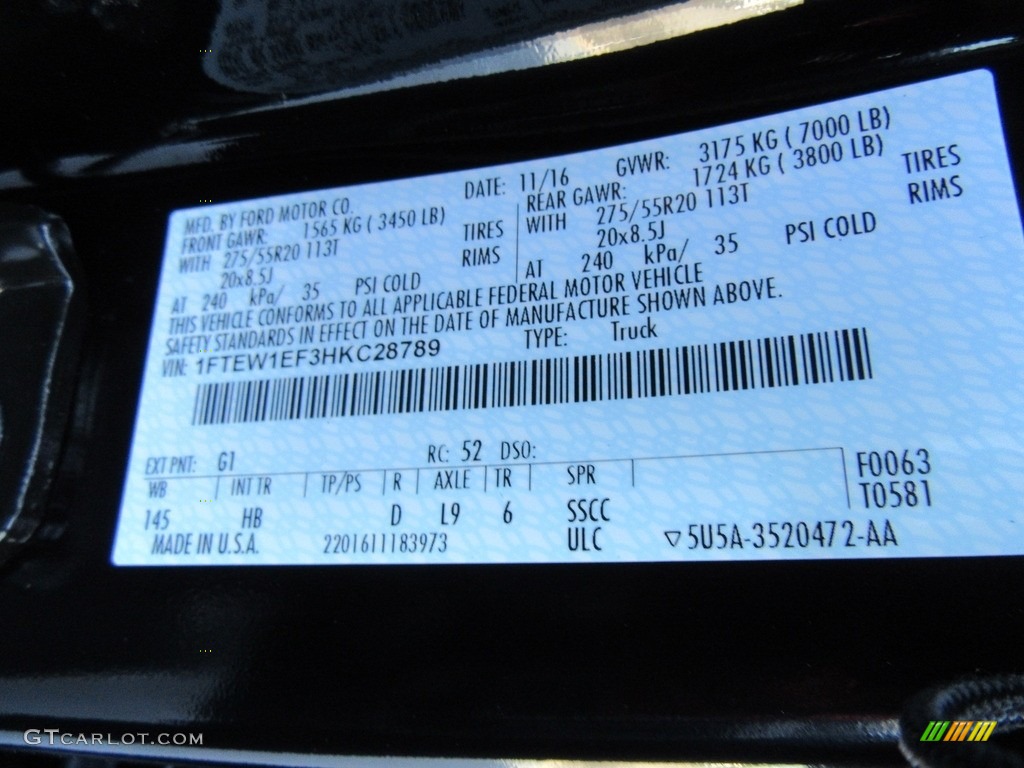 MFD. BY FORD MOTOR CO. DATE: 11/16 GVWR: 3175 KG ( 7000 LB)
FRONT GAWR: 1565 KG ( 3450 LB) REAR GAWR: 1724 KG ( 3800 LB)
WITH 275/55R20 113T TIRES WITH 275/55R20 113T TIRES
20x8.5J RIMS 20x8.5J RIMS
AT 240 kPa/ 35 PSI COLD AT 240 kPa/ 35 PSI COLD
THIS VEHICLE CONFORMS TO ALL APPLICABLE FEDERAL MOTOR VEHICLE
SAFETY STANDARDS IN EFFECT ON THE DATE OF MANUFACTURE SHOWN ABOVE.
VIN: 1FTEW1EF3HKC28789 TYPE: Truck
EXT PNT: G1 RC: 52 DSO:
WB INT TR TP/PS R AXLE TR SPR F0063
145 HB D L9 6 SSCC T0581
MADE IN U.S.A. 2201611183973 ULC ▽5U5A-3520472-AA
GTCARLOT.COM